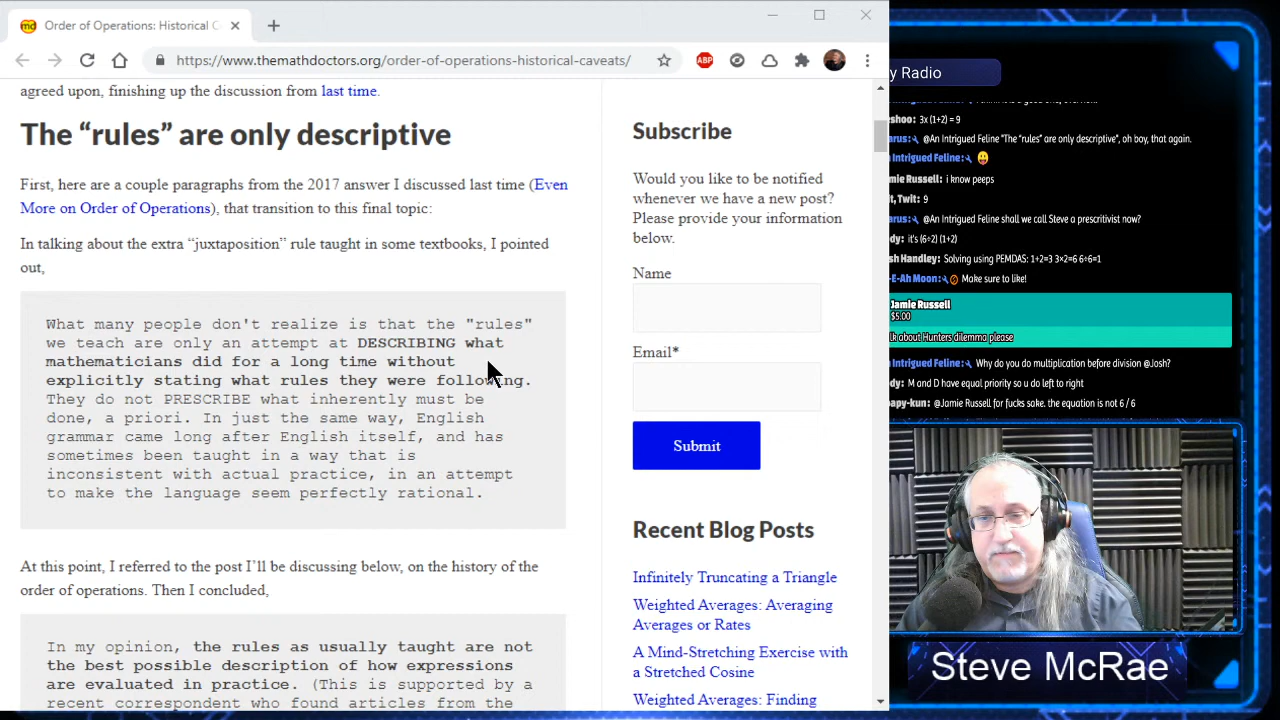 Order of Operations: Historical C
https://www.themathdoctors.org/order-of-operations-historical-caveats/
ABP
agreed upon, finishing up the discussion from last time.
The “rules” are only descriptive
First, here are a couple paragraphs from the 2017 answer I discussed last time (Even
More on Order of Operations), that transition to this final topic:
In talking about the extra “juxtaposition” rule taught in some textbooks, I pointed
out,
What many people don't realize is that the "rules"
we teach are only an attempt at DESCRIBING what
mathematicians did for a long time without
explicitly stating what rules they were following.
They do not PRESCRIBE what inherently must be
done, a priori. In just the same way, English
grammar came long after English itself, and has
sometimes been taught in a way that is
inconsistent with actual practice, in an attempt
to make the language seem perfectly rational.
At this point, I referred to the post I’ll be discussing below, on the history of the
order of operations. Then I concluded,
In my opinion, the rules as usually taught are not
the best possible description of how expressions
are evaluated in practice. (This is supported by a
recent correspondent who found articles from the
Subscribe
Would you like to be notified
whenever we have a new post?
Please provide your information
below.
Name
Email*
Submit
Recent Blog Posts
Infinitely Truncating a Triangle
Weighted Averages: Averaging
Averages or Rates
A Mind-Stretching Exercise with
a Stretched Cosine
Weighted Averages: Finding
y Radio
shoo: 3x (1+2) = 9
arus: @An Intrigued Feline "The "rules" are only descriptive", oh boy, that again.
Intrigued Feline:
mie Russell: i know peeps
t, Twit: 9
arus: @An Intrigued Feline shall we call Steve a prescritivist now?
dy: it's (6÷2) (1+2)
sh Handley: Solving using PEMDAS: 1+2=3 3×2=6 6÷6=1
-E-Ah Moon: Make sure to like!
Jamie Russell
$5.00
lk about Hunters dilemma please
Intrigued Feline: Why do you do multiplication before division @Josh?
dy: M and D have equal priority so u do left to right
apy-kun: @Jamie Russell for fucks sake. the equation is not 6 / 6
Steve McRae